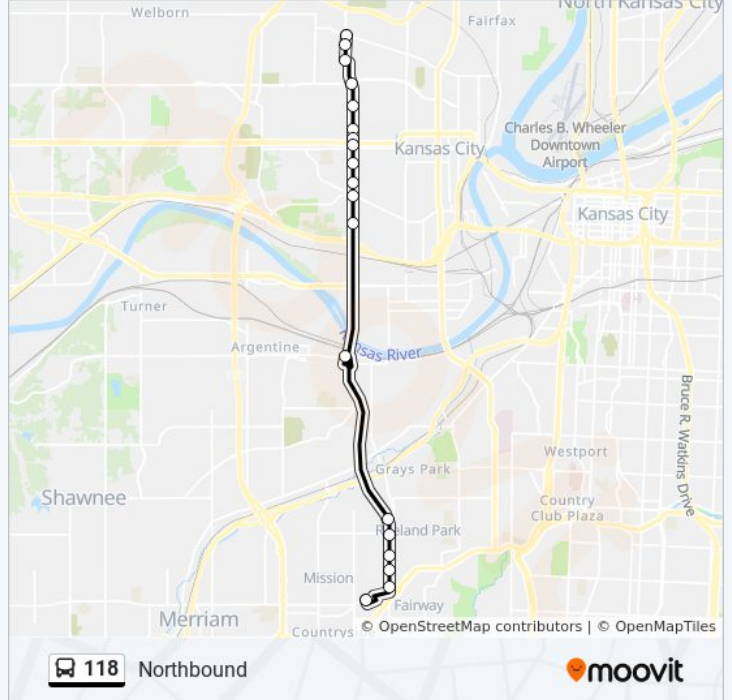 North Kansas City
Welborn
Fairfax
Charles B. Wheeler
Downtown
Airport
Kansas City
Kansas City
Turner
Argentine
Kansas River
Bruce R. Watkins Drive
Westport
Grays Park
Shawnee
Country
Club Plaza
Roeland Park
Mission
Fairway
Merriam
Countrys
© OpenStreetMap contributors | © OpenMapTiles
118 Northbound
moovit